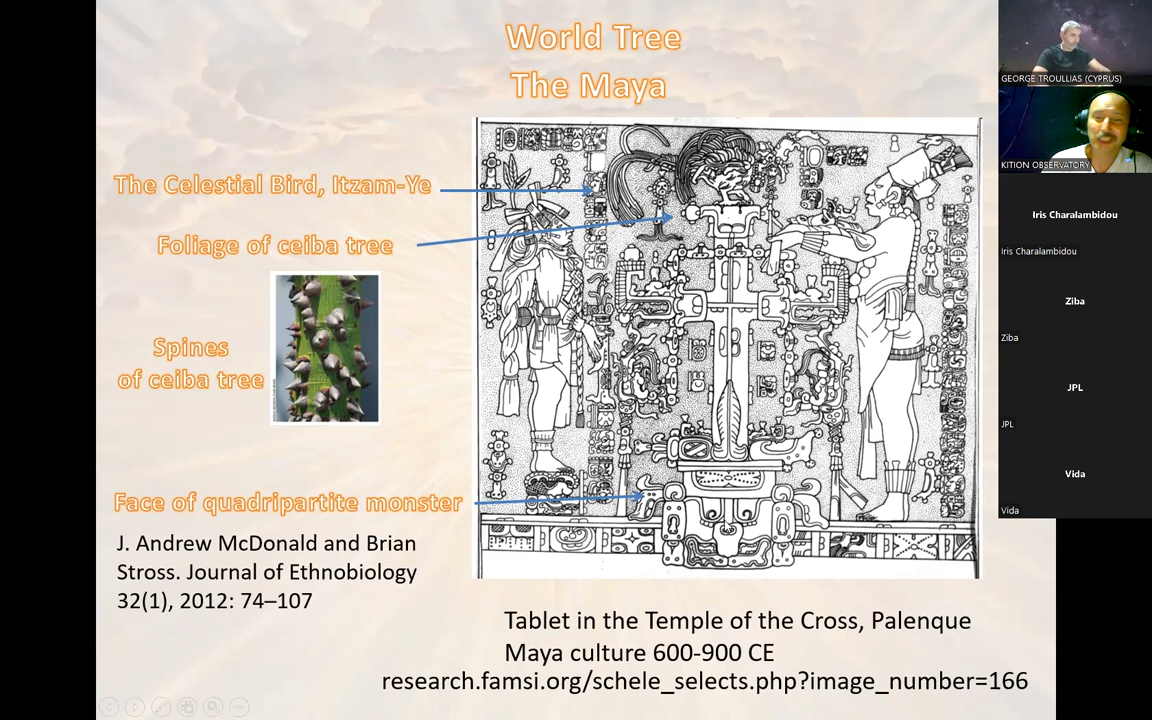 World Tree
The Maya
The Celestial Bird, Itzam-Ye
Foliage of ceiba tree
Spines
of ceiba tree
Face of quadripartite monster
J. Andrew McDonald and Brian
Stross. Journal of Ethnobiology
32(1), 2012: 74–107
Tablet in the Temple of the Cross, Palenque
Maya culture 600-900 CE
research.famsi.org/schele_selects.php?image_number=166
GEORGE TROULLIAS (CYPRUS)
KITION OBSERVATORY
Iris Charalambidou
Iris Charalambidou
Ziba
Ziba
JPL
JPL
Vida
Vida